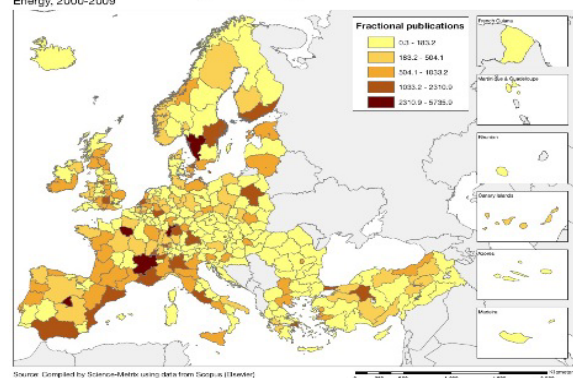 Energy, 2000-2009
Fractional publications
0.3 - 183.2
183.2 - 504.1
504.1 - 1033.2
1033.2 - 2310.9
2310.9 - 5735.9
French Guiana
Martinique & Guadeloupe
Réunion
Canary Islands
Azores
Madeira
Source: Compiled by Science-Metrix using data from Scopus (Elsevier)